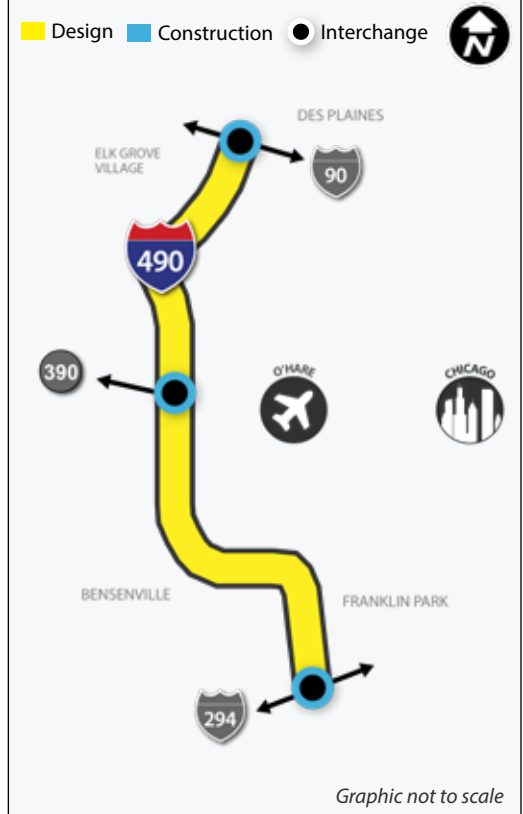 Design Construction Interchange N
DES PLAINES
ELK GROVE
VILLAGE
90
490
390
O'HARE
CHICAGO
BENSENVILLE
FRANKLIN PARK
294
Graphic not to scale